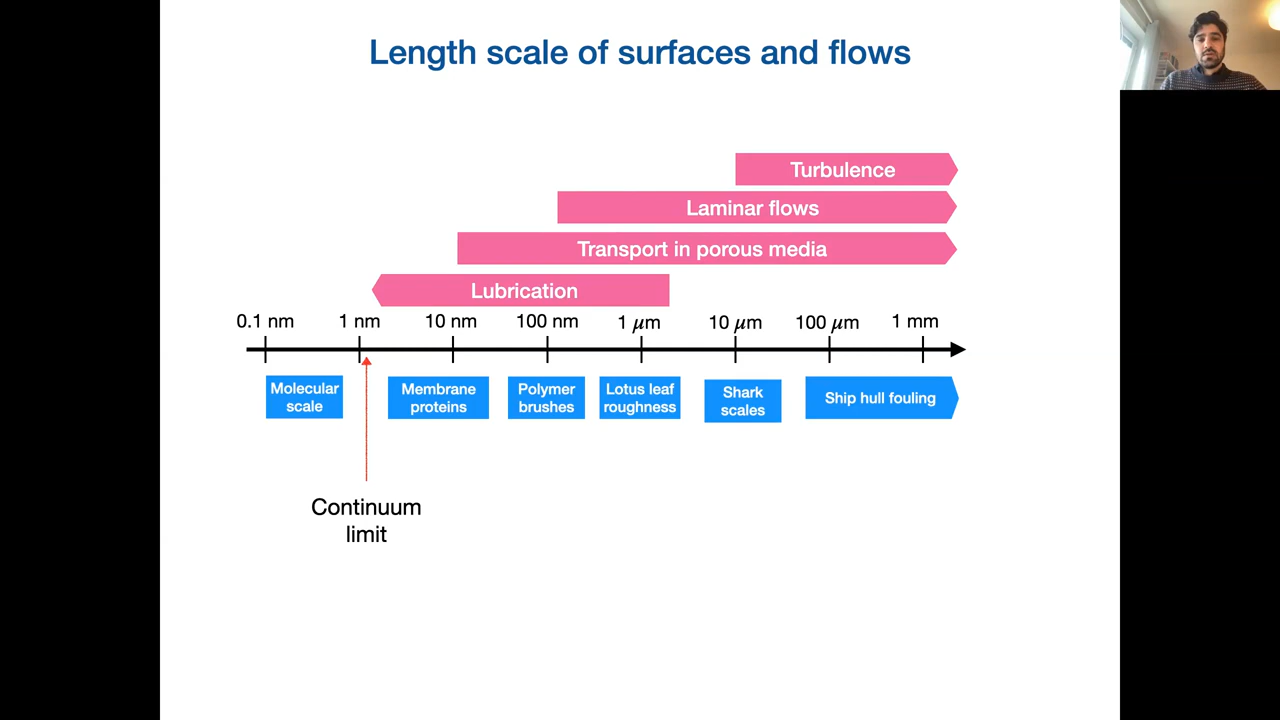 Length scale of surfaces and flows
Turbulence
Laminar flows
Transport in porous media
Lubrication
0.1 nm 1 nm 10 nm 100 nm 1 μm 10 μm 100 μm 1 mm
Molecular
scale
Membrane
proteins
Polymer
brushes
Lotus leaf
roughness
Shark
scales
Ship hull fouling
Continuum
limit